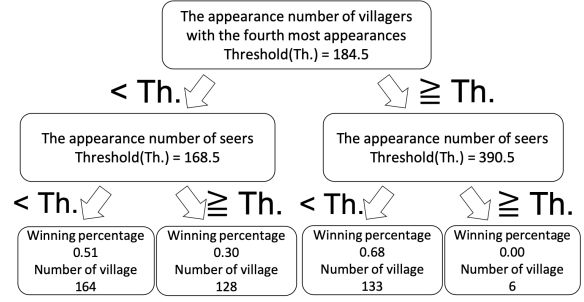 The appearance number of villagers
with the fourth most appearances
Threshold(Th.) = 184.5
< Th.
≧ Th.
The appearance number of seers
Threshold(Th.) = 168.5
The appearance number of seers
Threshold(Th.) = 390.5
< Th.
≧ Th.
< Th.
≧ Th.
Winning percentage
0.51
Number of village
164
Winning percentage
0.30
Number of village
128
Winning percentage
0.68
Number of village
133
Winning percentage
0.00
Number of village
6